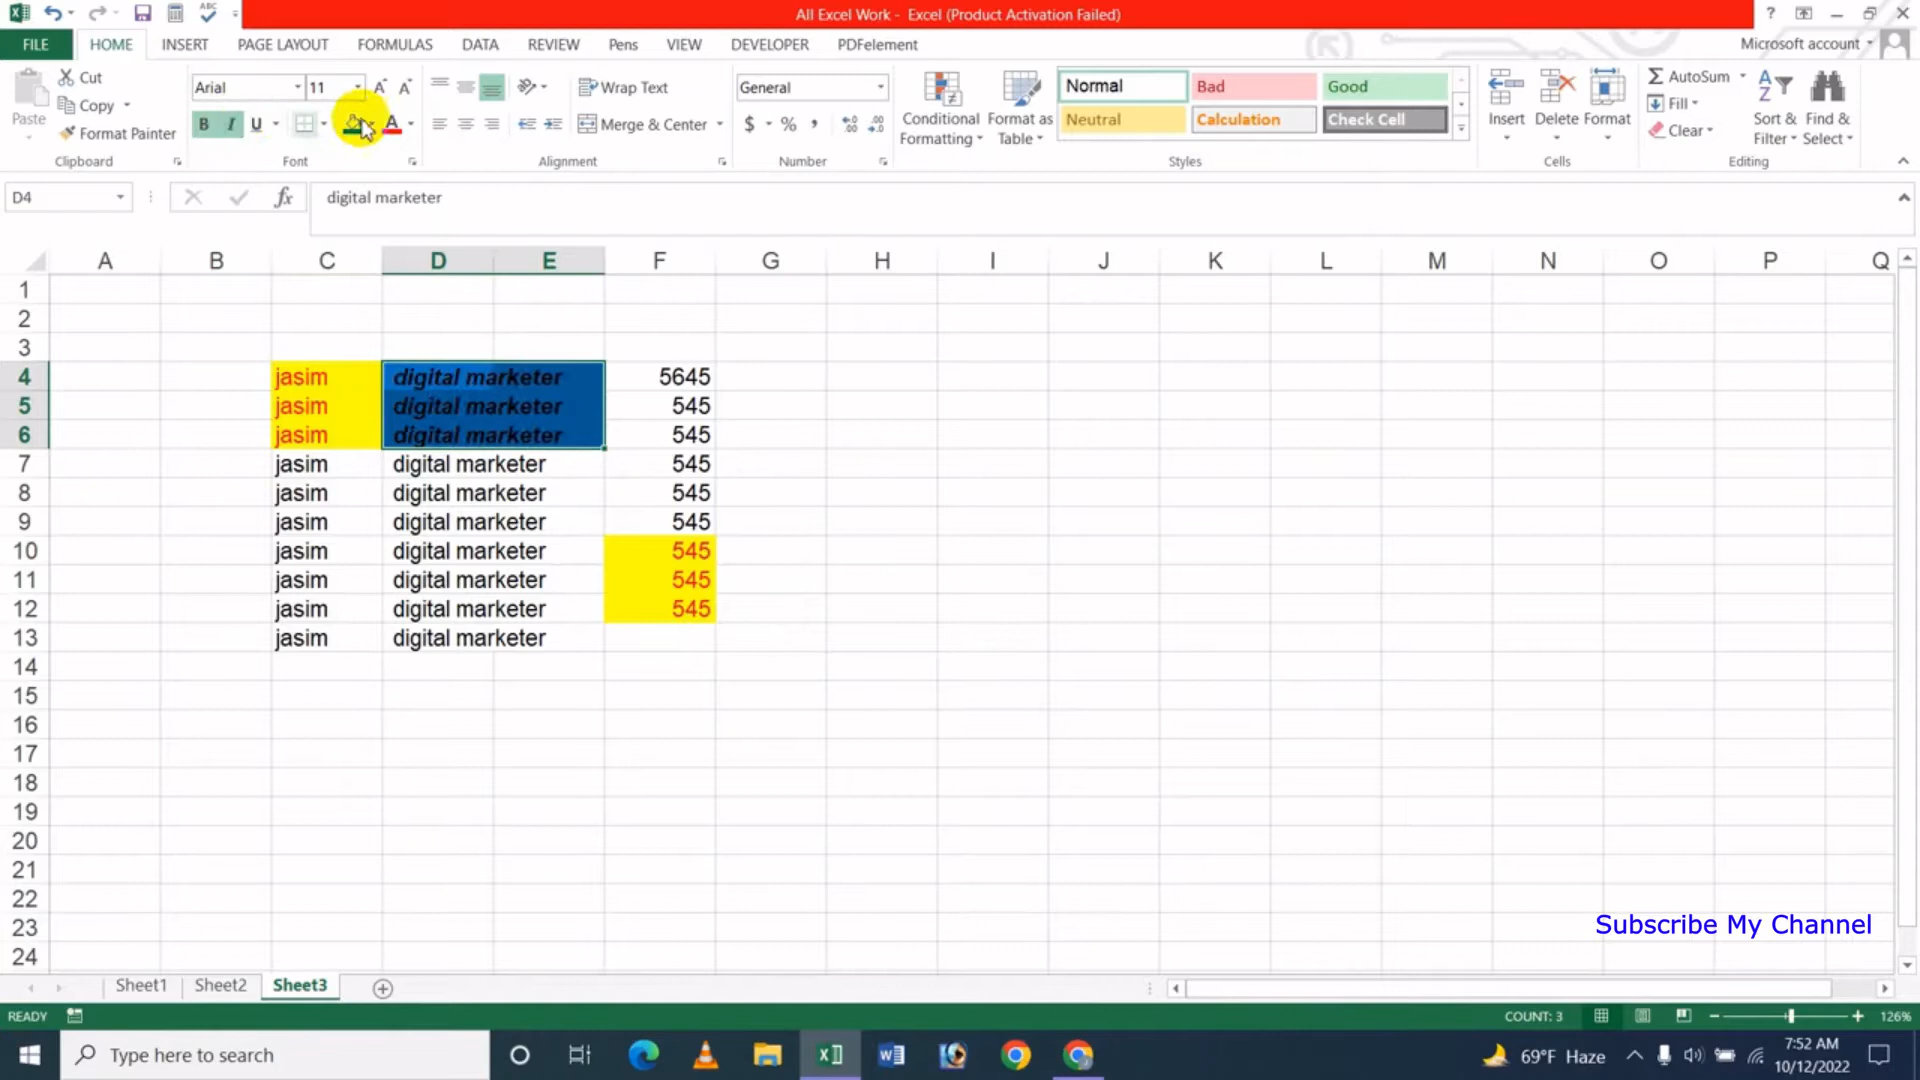 ABC
All Excel Work - Excel (Product Activation Failed)
?
FILE
HOME
INSERT
PAGE LAYOUT
FORMULAS
DATA
REVIEW
Pens
VIEW
DEVELOPER
PDFelement
Microsoft account
Paste
Cut
Copy
Format Painter
Clipboard
Arial
11
B I U
A
Font
Wrap Text
Merge & Center
Alignment
General
$ % ,
Number
Conditional
Formatting
Format as
Table
Normal
Bad
Good
Neutral
Calculation
Check Cell
Styles
Insert
Delete
Format
Cells
AutoSum
Fill
Clear
Sort &
Filter
Find &
Select
Editing
D4
fx
digital marketer
A B C D E F G H I J K L M N O P Q
1
2
3
4 jasim digital marketer 5645
5 jasim digital marketer 545
6 jasim digital marketer 545
7 jasim digital marketer 545
8 jasim digital marketer 545
9 jasim digital marketer 545
10 jasim digital marketer 545
11 jasim digital marketer 545
12 jasim digital marketer 545
13 jasim digital marketer
14
15
16
17
18
19
20
21
22
23
Subscribe My Channel
24
Sheet1
Sheet2
Sheet3
READY
COUNT: 3
126%
Type here to search
69°F Haze
7:52 AM
10/12/2022